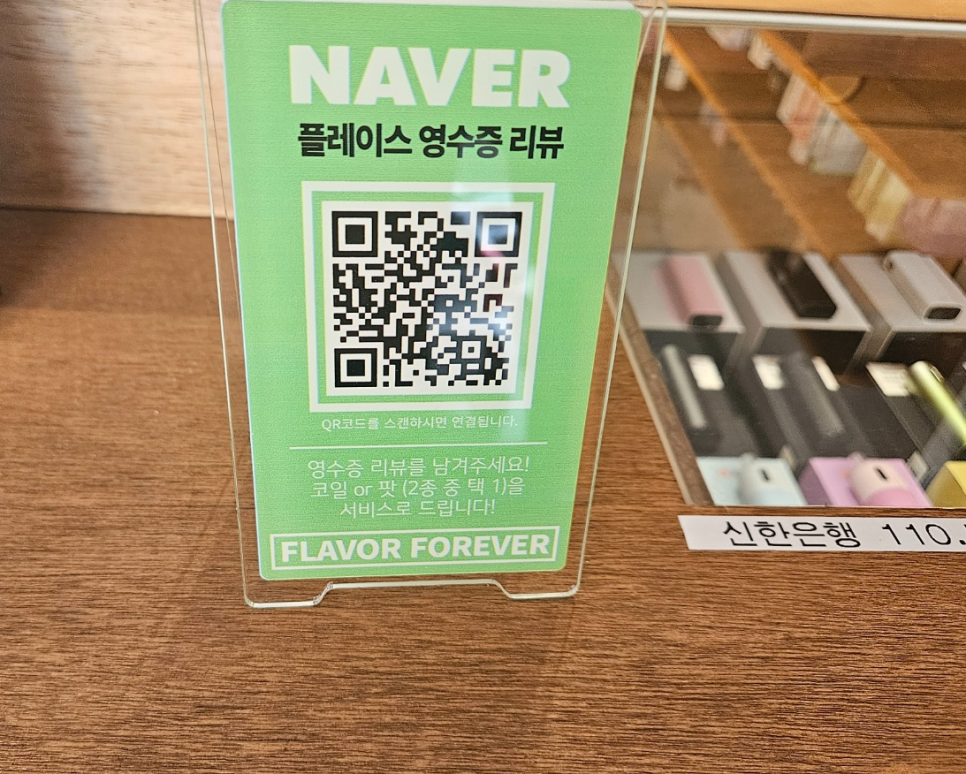 NAVER
플레이스 영수증 리뷰
QR코드를 스캔하시면 연결됩니다.
영수증 리뷰를 남겨주세요!
코일 or 팟 (2종 중 택 1)을
서비스로 드립니다!
FLAVOR FOREVER
신한은행 110.